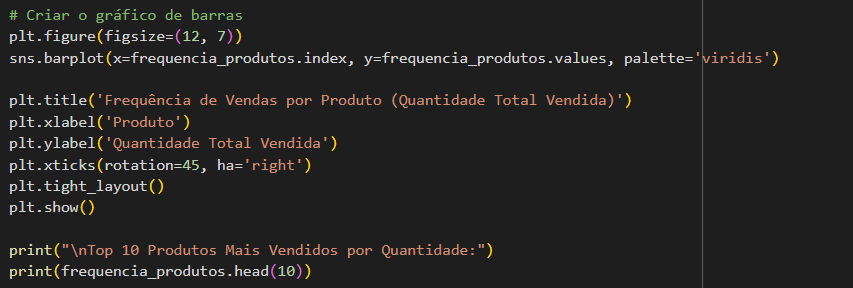 # Criar o gráfico de barras
plt.figure(figsize=(12, 7))
sns.barplot(x=frequencia_produtos.index, y=frequencia_produtos.values, palette='viridis')
plt.title('Frequência de Vendas por Produto (Quantidade Total Vendida)')
plt.xlabel('Produto')
plt.ylabel('Quantidade Total Vendida')
plt.xticks(rotation=45, ha='right')
plt.tight_layout()
plt.show()
print("\nTop 10 Produtos Mais Vendidos por Quantidade:")
print(frequencia_produtos.head(10))